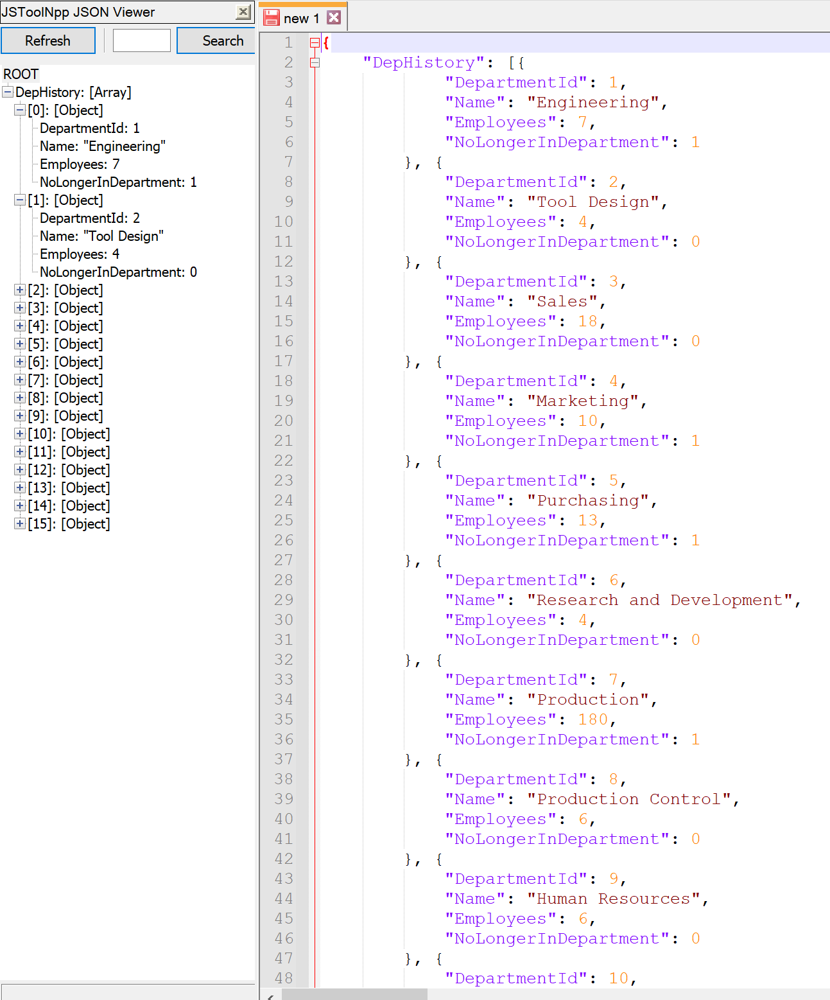 JSToolNpp JSON Viewer
Refresh
Search
ROOT
DepHistory: [Array]
[0]: [Object]
DepartmentId: 1
Name: "Engineering"
Employees: 7
NoLongerInDepartment: 1
[1]: [Object]
DepartmentId: 2
Name: "Tool Design"
Employees: 4
NoLongerInDepartment: 0
[2]: [Object]
[3]: [Object]
[4]: [Object]
[5]: [Object]
[6]: [Object]
[7]: [Object]
[8]: [Object]
[9]: [Object]
[10]: [Object]
[11]: [Object]
[12]: [Object]
[13]: [Object]
[14]: [Object]
[15]: [Object]
new 1
1 {
2 "DepHistory": [{
3 "DepartmentId": 1,
4 "Name": "Engineering",
5 "Employees": 7,
6 "NoLongerInDepartment": 1
7 }, {
8 "DepartmentId": 2,
9 "Name": "Tool Design",
10 "Employees": 4,
11 "NoLongerInDepartment": 0
12 }, {
13 "DepartmentId": 3,
14 "Name": "Sales",
15 "Employees": 18,
16 "NoLongerInDepartment": 0
17 }, {
18 "DepartmentId": 4,
19 "Name": "Marketing",
20 "Employees": 10,
21 "NoLongerInDepartment": 1
22 }, {
23 "DepartmentId": 5,
24 "Name": "Purchasing",
25 "Employees": 13,
26 "NoLongerInDepartment": 1
27 }, {
28 "DepartmentId": 6,
29 "Name": "Research and Development",
30 "Employees": 4,
31 "NoLongerInDepartment": 0
32 }, {
33 "DepartmentId": 7,
34 "Name": "Production",
35 "Employees": 180,
36 "NoLongerInDepartment": 1
37 }, {
38 "DepartmentId": 8,
39 "Name": "Production Control",
40 "Employees": 6,
41 "NoLongerInDepartment": 0
42 }, {
43 "DepartmentId": 9,
44 "Name": "Human Resources",
45 "Employees": 6,
46 "NoLongerInDepartment": 0
47 }, {
48 "DepartmentId": 10,